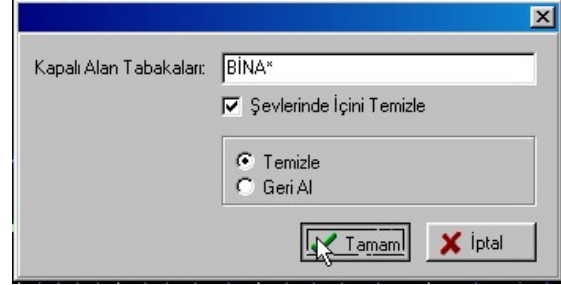 Kapalı Alan Tabakaları: BİNA*
Şevlerinde İçini Temizle
Temizle
Geri Al
Tamam İptal